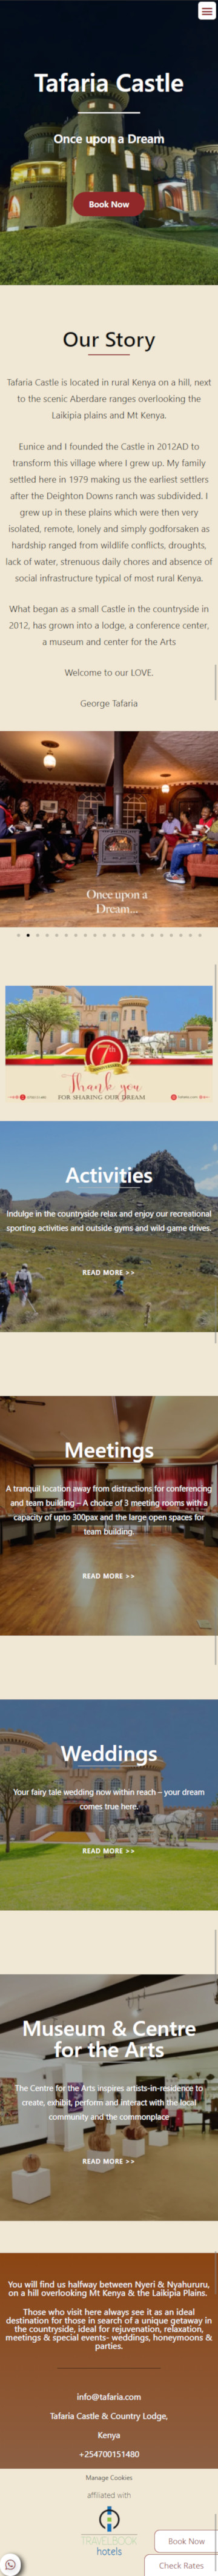 Tafaria Castle
Once upon a Dream
Book Now
Our Story
Tafaria Castle is located in rural Kenya on a hill, next
to the scenic Aberdare ranges overlooking the
Laikipia plains and Mt Kenya.
Eunice and I founded the Castle in 2012AD to
transform this village where I grew up. My family
settled here in 1979 making us the earliest settlers
after the Deighton Downs ranch was subdivided. I
grew up in these plains which were then very
isolated, remote, lonely and simply godforsaken as
hardship ranged from wildlife conflicts, droughts,
lack of water, strenuous daily chores and absence of
social infrastructure typical of most rural Kenya.
What began as a small Castle in the countryside in
2012, has grown into a lodge, a conference center,
a museum and center for the Arts
Welcome to our LOVE.
George Tafaria
Once upon a
Dream...
7th
Thank you
FOR SHARING OUR DREAM
Activities
Indulge in the countryside relax and enjoy our recreational
sporting activities and outside gyms and wild game drives.
READ MORE >>
Meetings
A tranquil location away from distractions for conferencing
and team building – A choice of 3 meeting rooms with a
capacity of upto 300pax and the large open spaces for
team building.
READ MORE >>
Weddings
Your fairy tale wedding now within reach – your dream
comes true here.
READ MORE >>
Museum & Centre
for the Arts
The Centre for the Arts inspires artists-in-residence to
create, exhibit, perform and interact with the local
community and the commonplace
READ MORE >>
You will find us halfway between Nyeri & Nyahururu,
on a hill overlooking Mt Kenya & the Laikipia Plains.
Those who visit here always see it as an ideal
destination for those in search of a unique getaway in
the countryside, ideal for rejuvenation, relaxation,
meetings & special events- weddings, honeymoons &
parties.
info@tafaria.com
Tafaria Castle & Country Lodge,
Kenya
+254700151480
Manage Cookies
affiliated with
TRAVELBOOK
hotels
Book Now
Check Rates